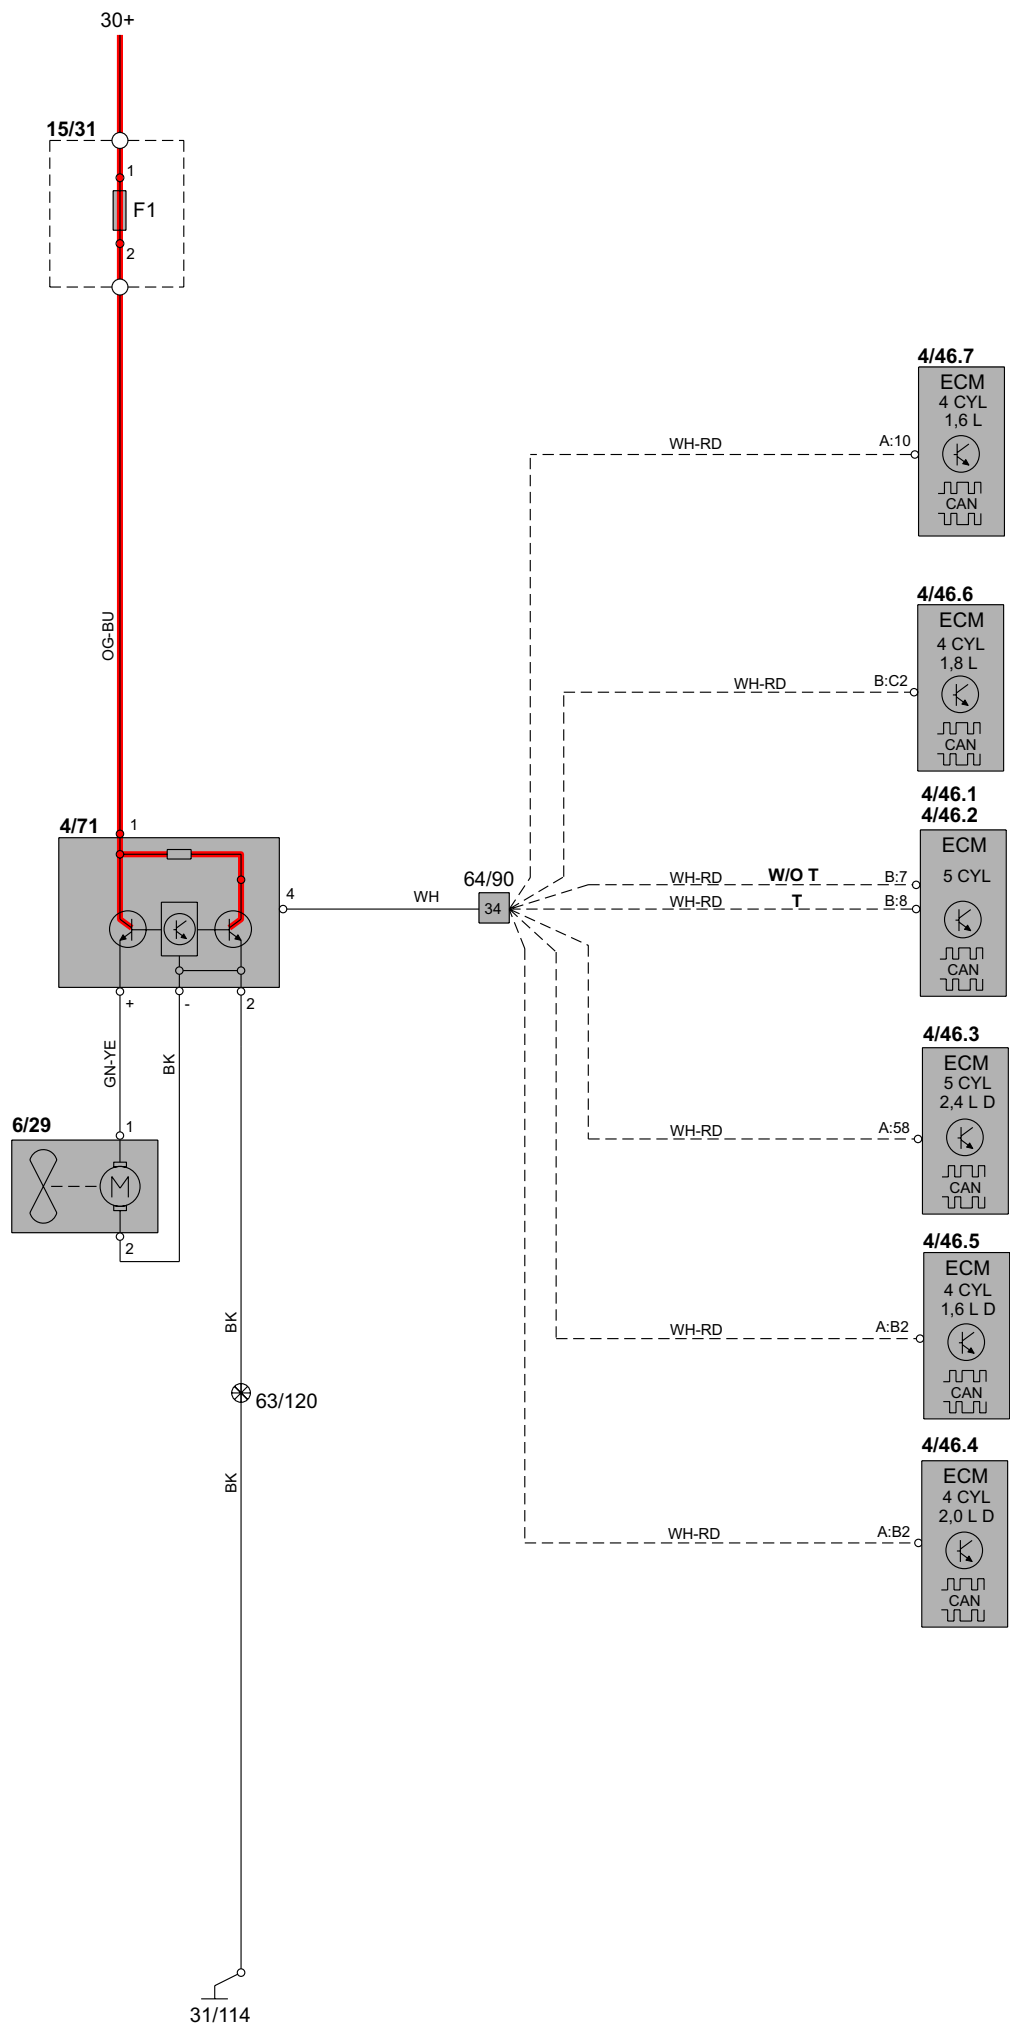 30+
15/31
1
F1
2
OG-BU
4/71
1
4
WH
64/90
34
+
-
2
GN-YE
BK
6/29
1
M
2
BK
63/120
BK
31/114
4/46.7
ECM
4 CYL
1,6 L
WH-RD
A:10
CAN
4/46.6
ECM
4 CYL
1,8 L
WH-RD
B:C2
CAN
4/46.1
4/46.2
ECM
5 CYL
WH-RD
W/O T
B:7
WH-RD
T
B:8
CAN
4/46.3
ECM
5 CYL
2,4 L D
WH-RD
A:58
CAN
4/46.5
ECM
4 CYL
1,6 L D
WH-RD
A:B2
CAN
4/46.4
ECM
4 CYL
2,0 L D
WH-RD
A:B2
CAN